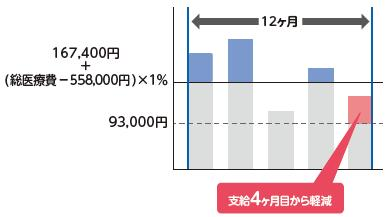 12ヶ月
167,400円
+
(総医療費−558,000円)×1%
93,000円
支給4ヶ月目から軽減